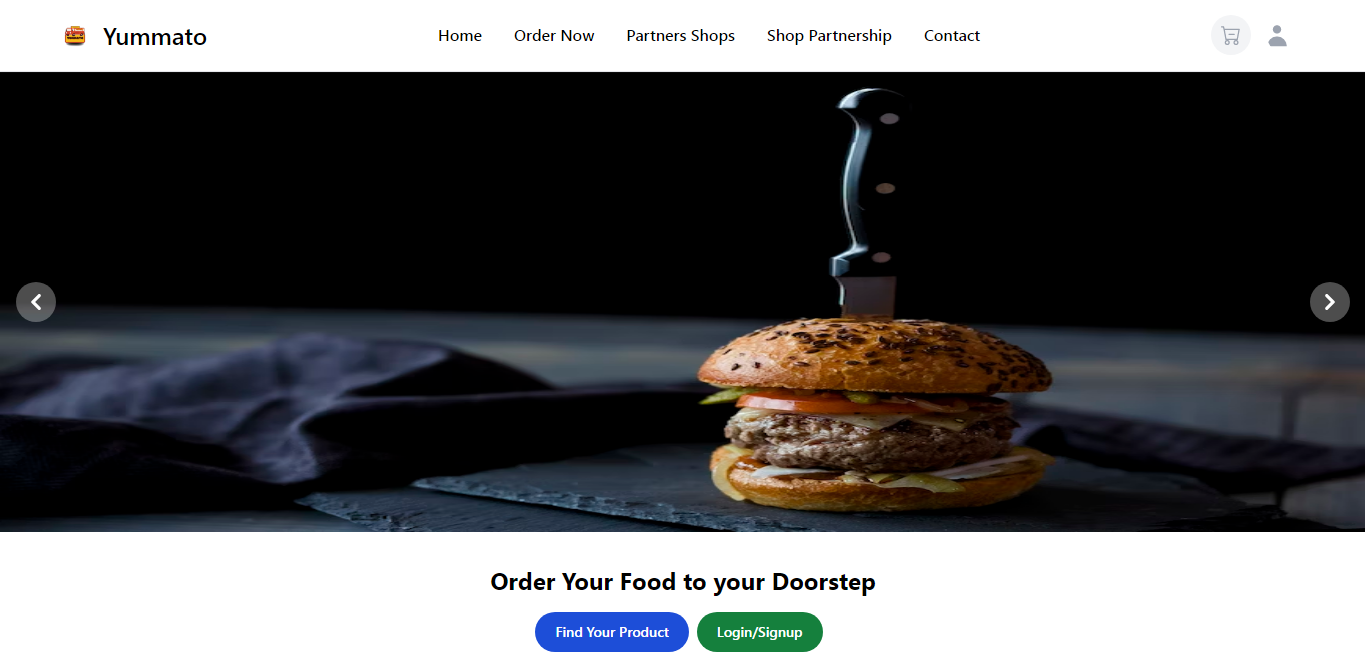 Yummato
Home
Order Now
Partners Shops
Shop Partnership
Contact
Order Your Food to your Doorstep
Find Your Product
Login/Signup